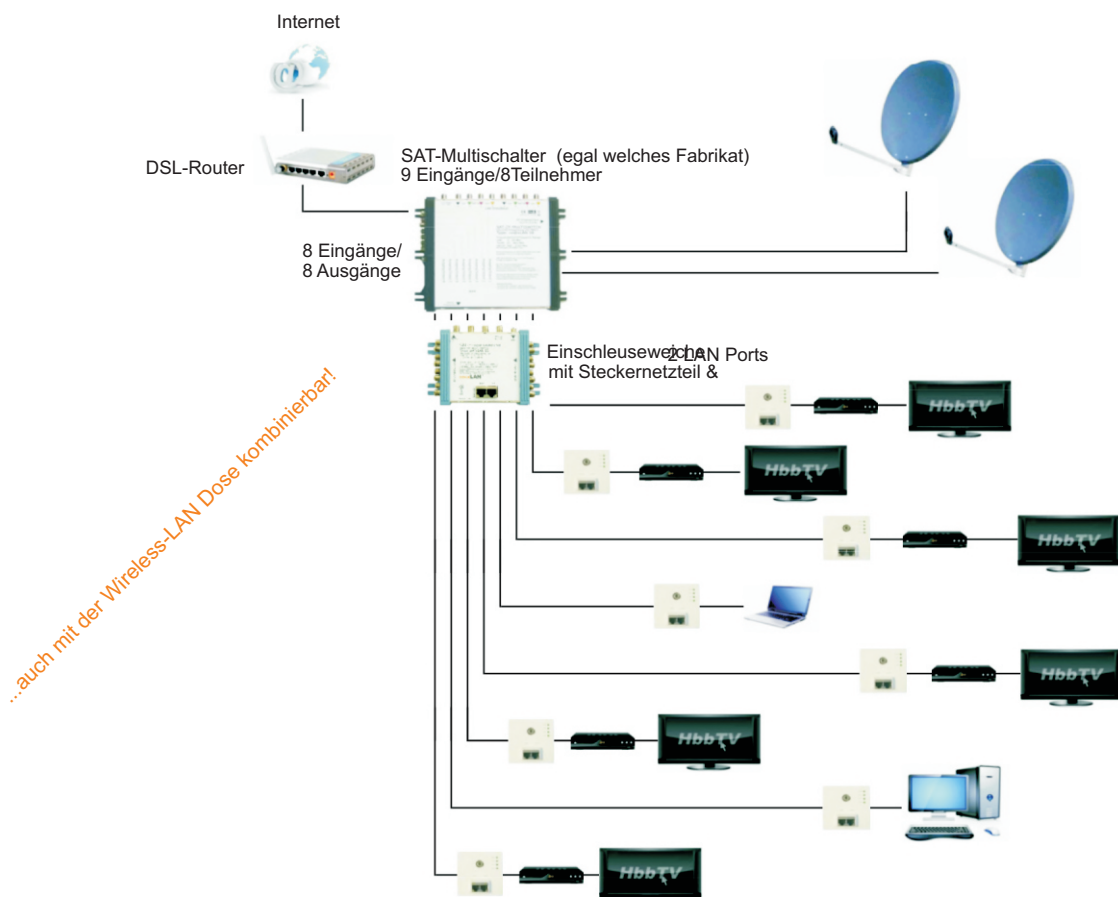 Internet
DSL-Router
SAT-Multischalter (egal welches Fabrikat)
9 Eingänge/8Teilnehmer
8 Eingänge/
8 Ausgänge
Einschleuseweiche
2 LAN Ports
mit Steckernetzteil &
...auch mit der Wireless-LAN Dose kombinierbar!
LAN
HbbTV
HbbTV
HbbTV
HbbTV
HbbTV
HbbTV